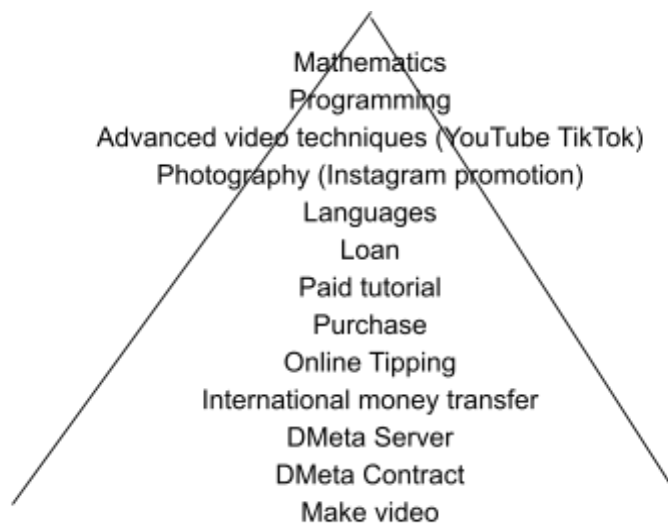 Mathematics
Programming
Advanced video techniques (YouTube TikTok)
Photography (Instagram promotion)
Languages
Loan
Paid tutorial
Purchase
Online Tipping
International money transfer
DMeta Server
DMeta Contract
Make video